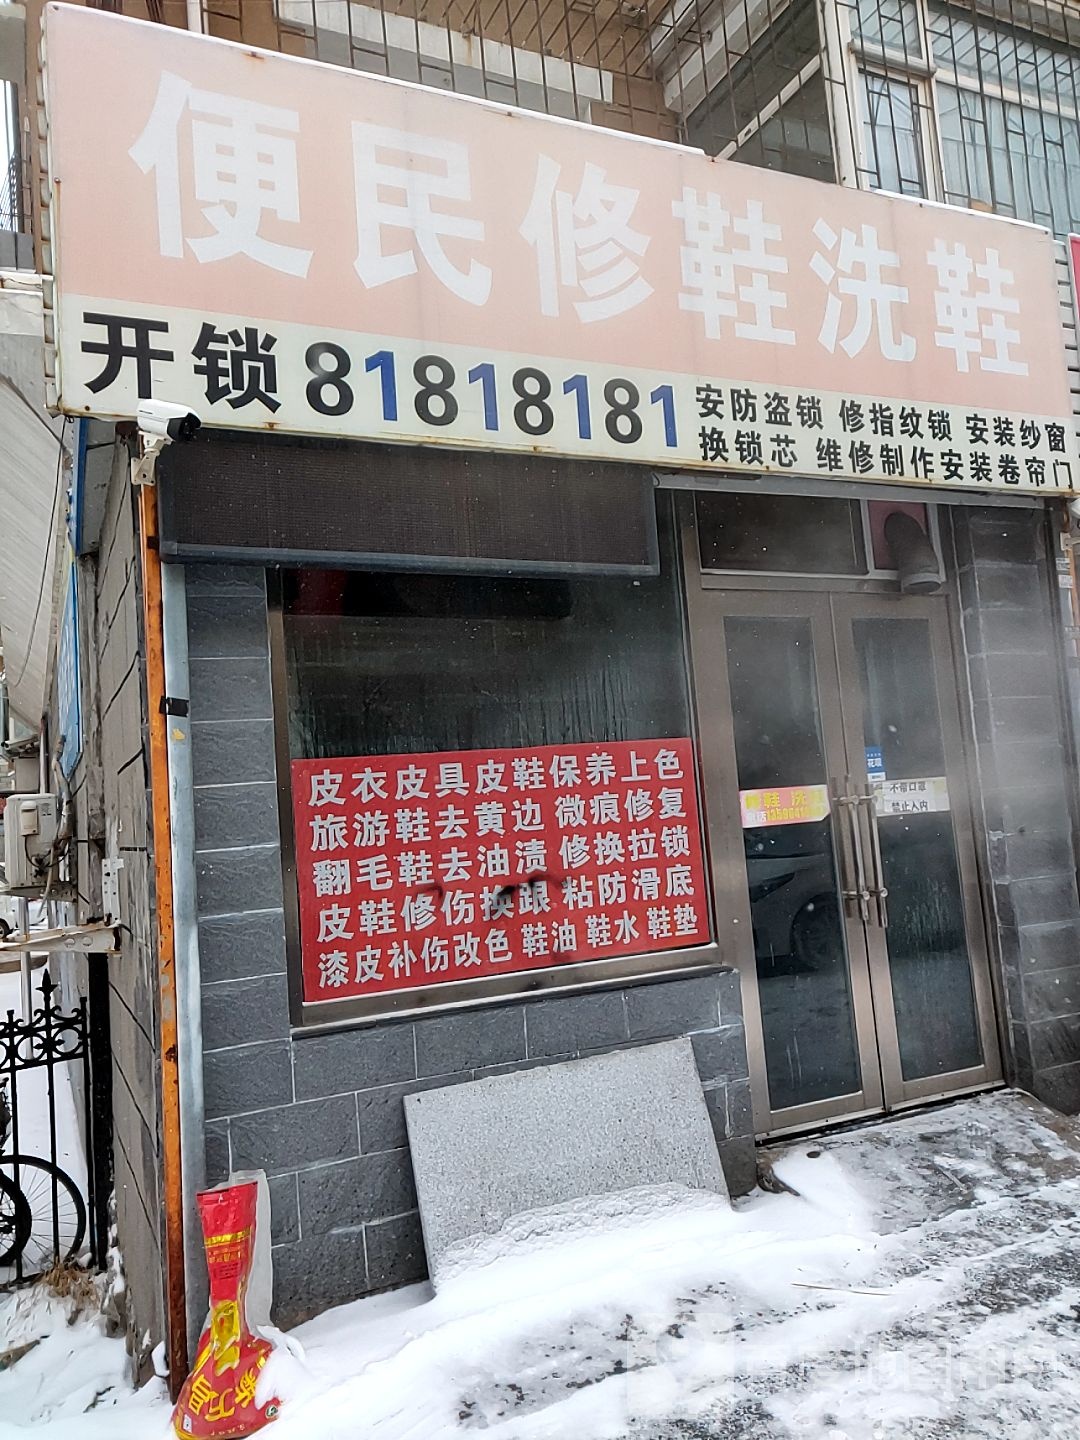 便民修鞋洗鞋
开锁 81818181
安防盗锁 修指纹锁 安装纱窗
换锁芯 维修制作安装卷帘门
皮衣皮具皮鞋保养上色
旅游鞋去黄边 微痕修复
翻毛鞋去油渍 修换拉锁
皮鞋修伤换跟 粘防滑底
漆皮补伤改色 鞋油 鞋水 鞋垫
鞋 洗
花呗
不带口罩
禁止入内